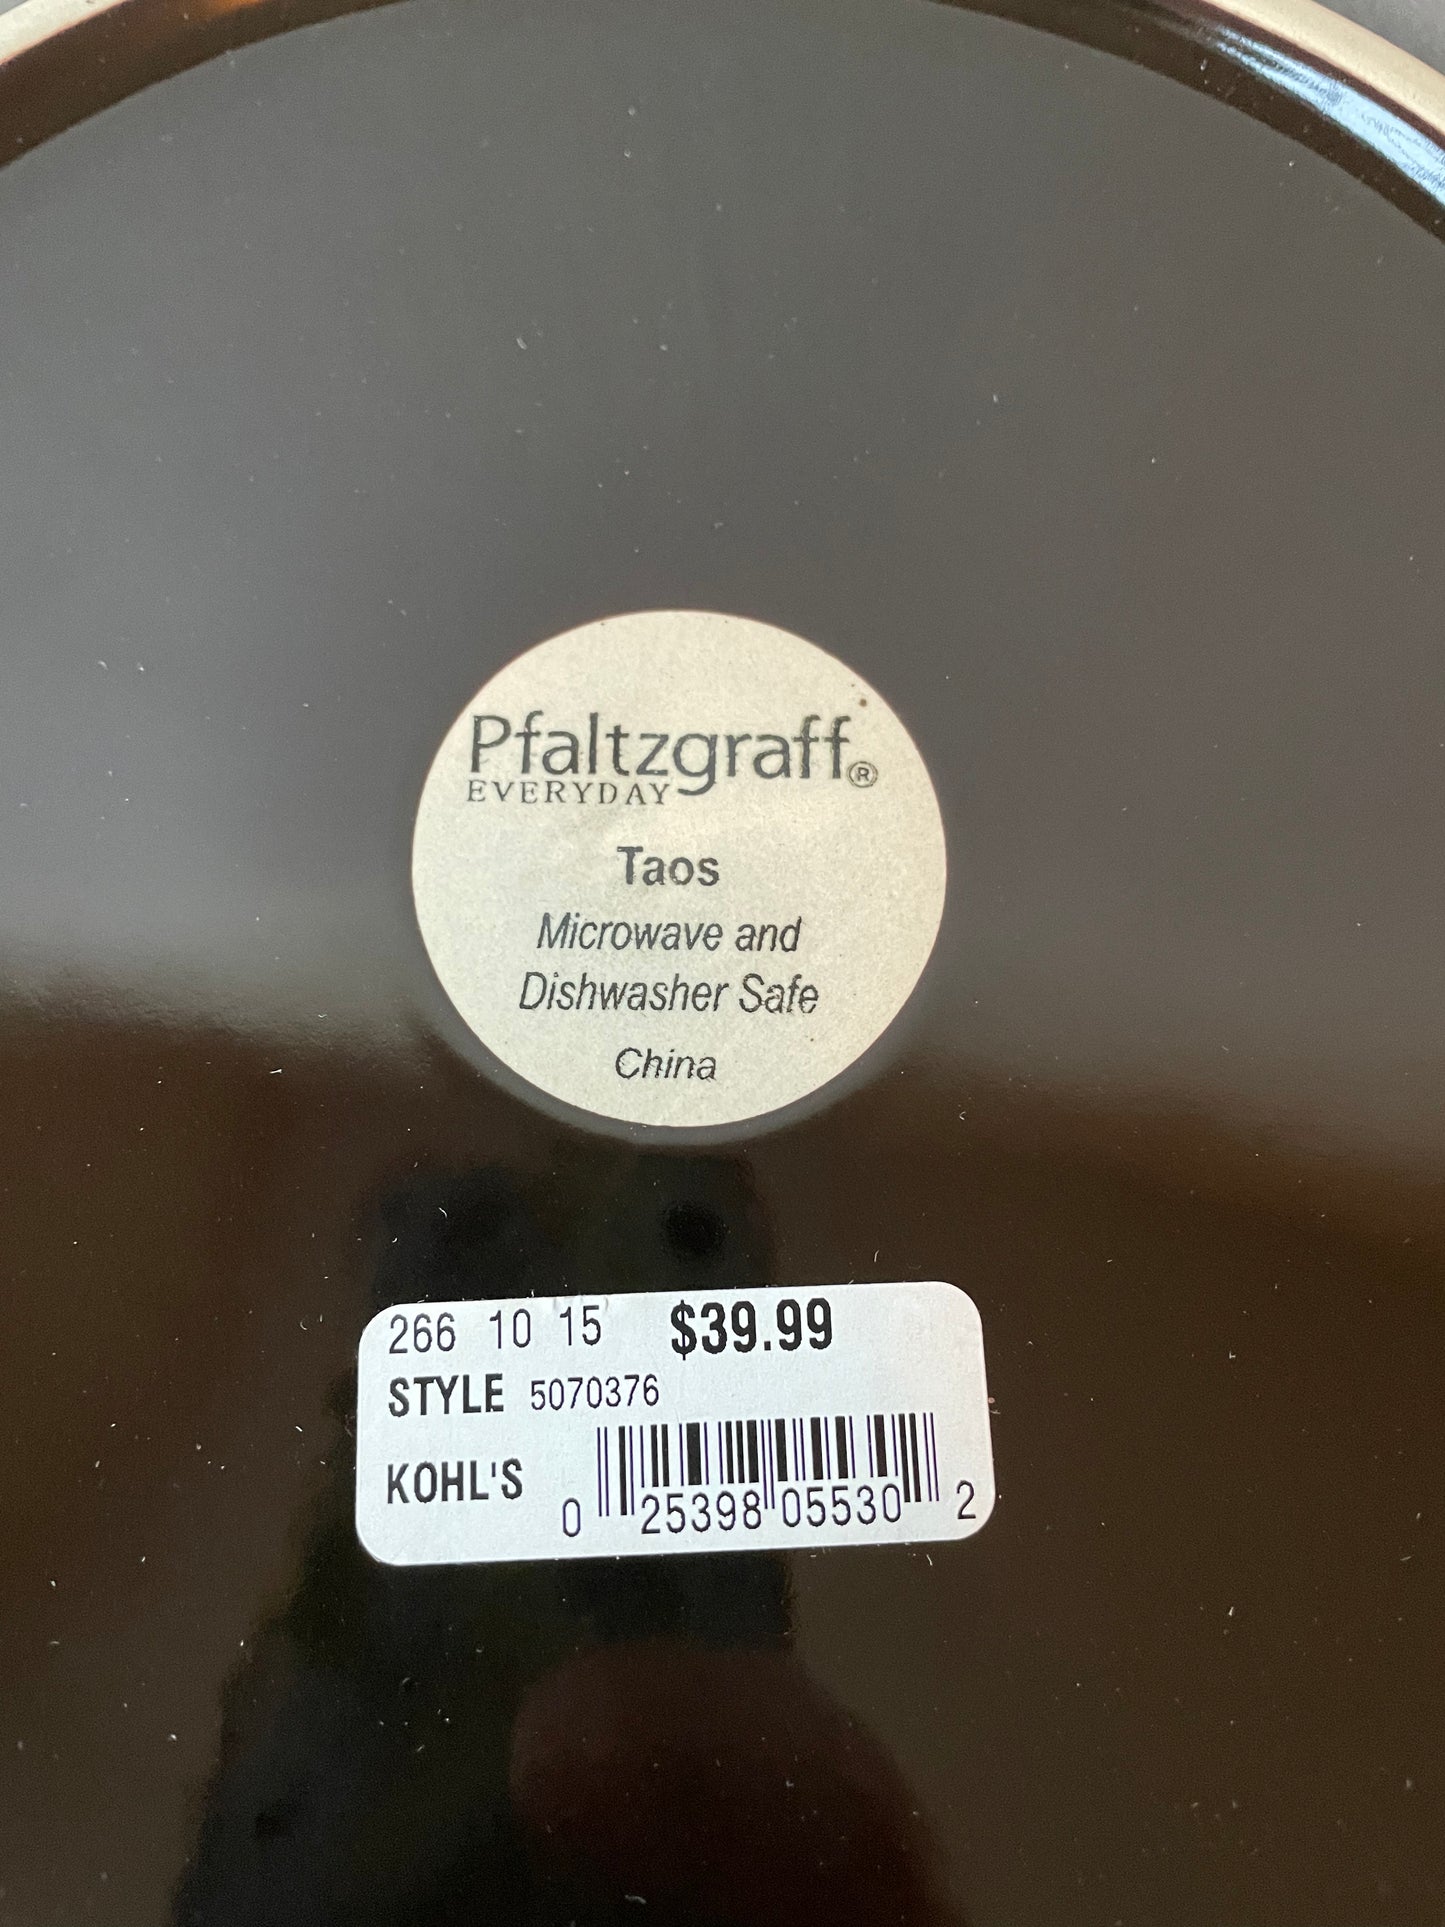 Pfaltzgraff®
EVERYDAY
Taos
Microwave and
Dishwasher Safe
China
266 10 15 $39.99
STYLE 5070376
KOHL'S
0 25398 05530 2